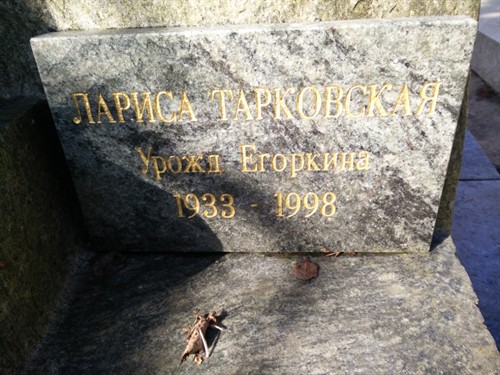 ЛАРИСА ТАРКОВСКАЯ
Урожд Егоркина
1933 - 1998